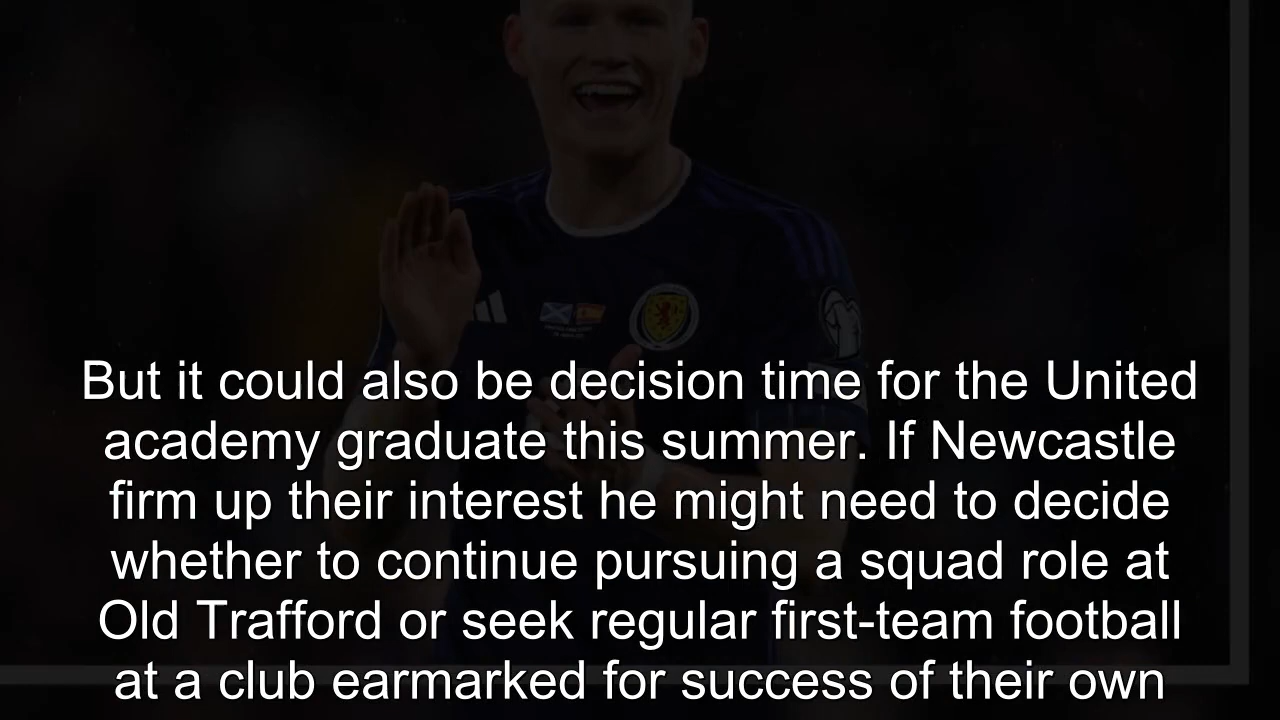 But it could also be decision time for the United
academy graduate this summer. If Newcastle
firm up their interest he might need to decide
whether to continue pursuing a squad role at
Old Trafford or seek regular first-team football
at a club earmarked for success of their own